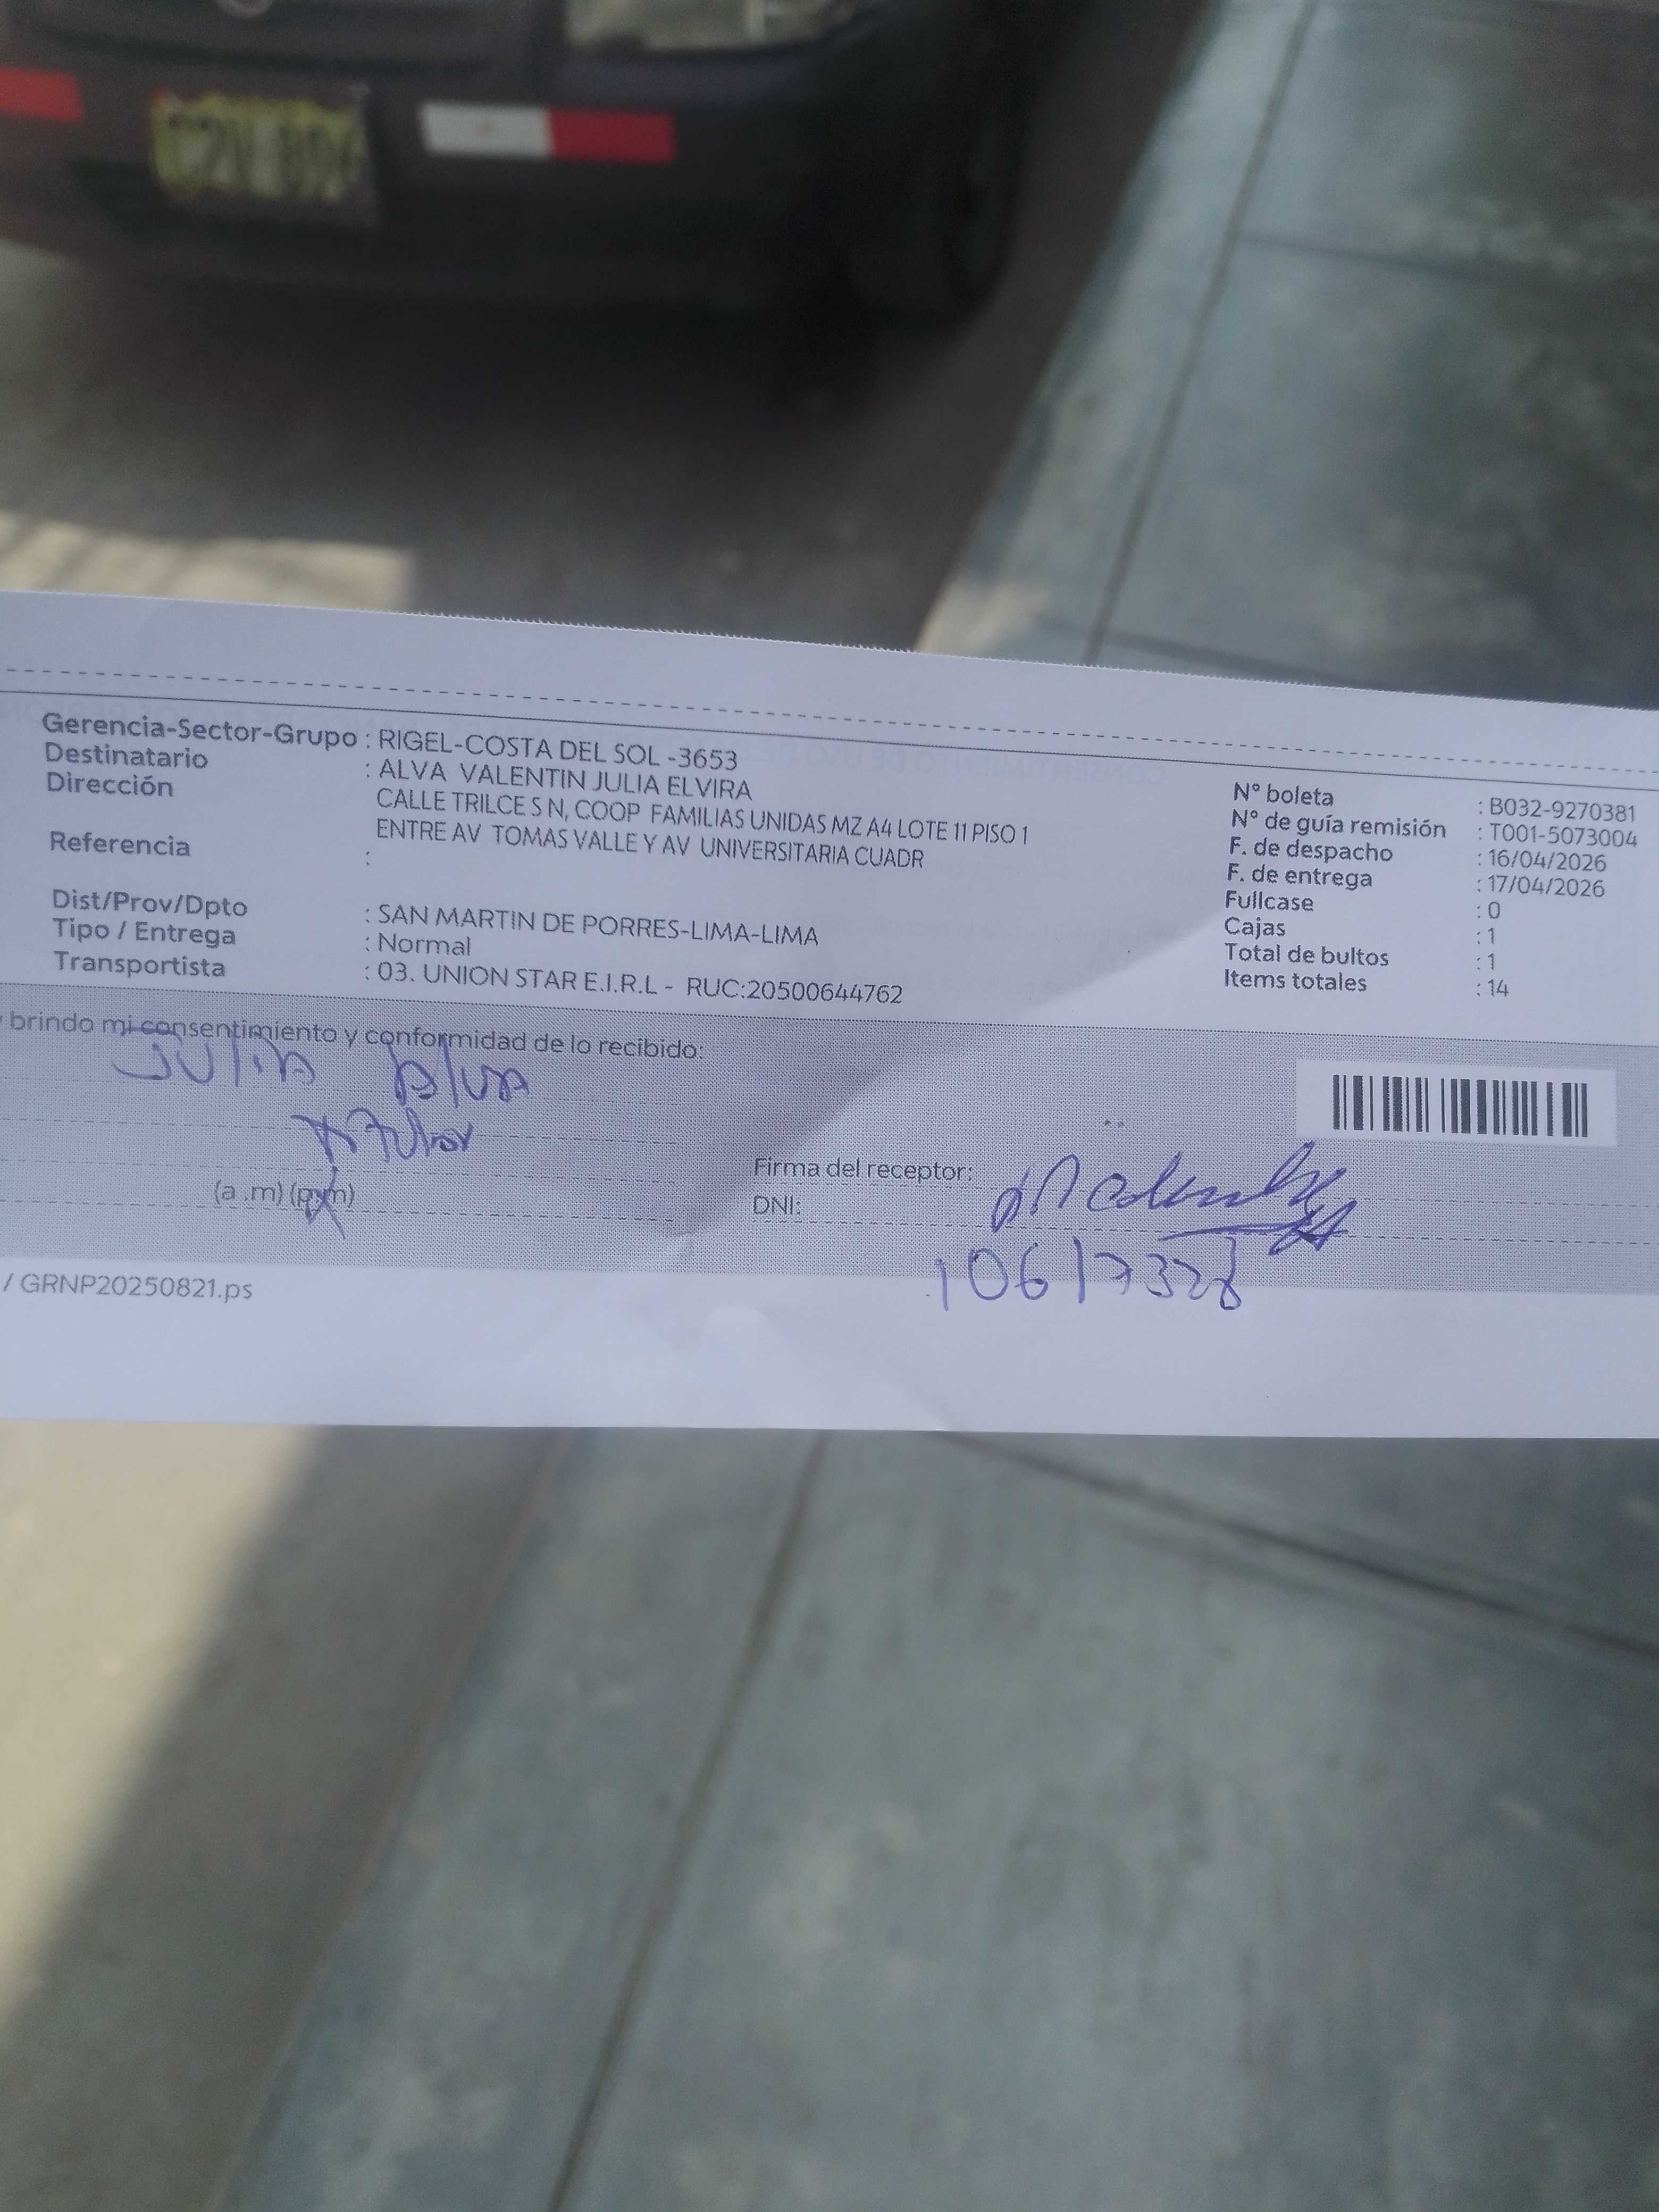 Gerencia-Sector-Grupo : RIGEL-COSTA DEL SOL -3653
Destinatario : ALVA VALENTIN JULIA ELVIRA
Dirección CALLE TRILCE S N, COOP FAMILIAS UNIDAS MZ A4 LOTE 11 PISO 1
ENTRE AV TOMAS VALLE Y AV UNIVERSITARIA CUADR
Referencia :
Dist/Prov/Dpto : SAN MARTIN DE PORRES-LIMA-LIMA
Tipo / Entrega : Normal
Transportista : 03. UNION STAR E.I.R.L - RUC:20500644762
N° boleta : B032-9270381
N° de guía remisión : T001-5073004
F. de despacho : 16/04/2026
F. de entrega : 17/04/2026
Fullcase : 0
Cajas : 1
Total de bultos : 1
Items totales : 14
brindo mi consentimiento y conformidad de lo recibido:
Julia Alva
(a .m) (p.m)
Firma del receptor:
DNI:
10617328
/ GRNP20250821.ps